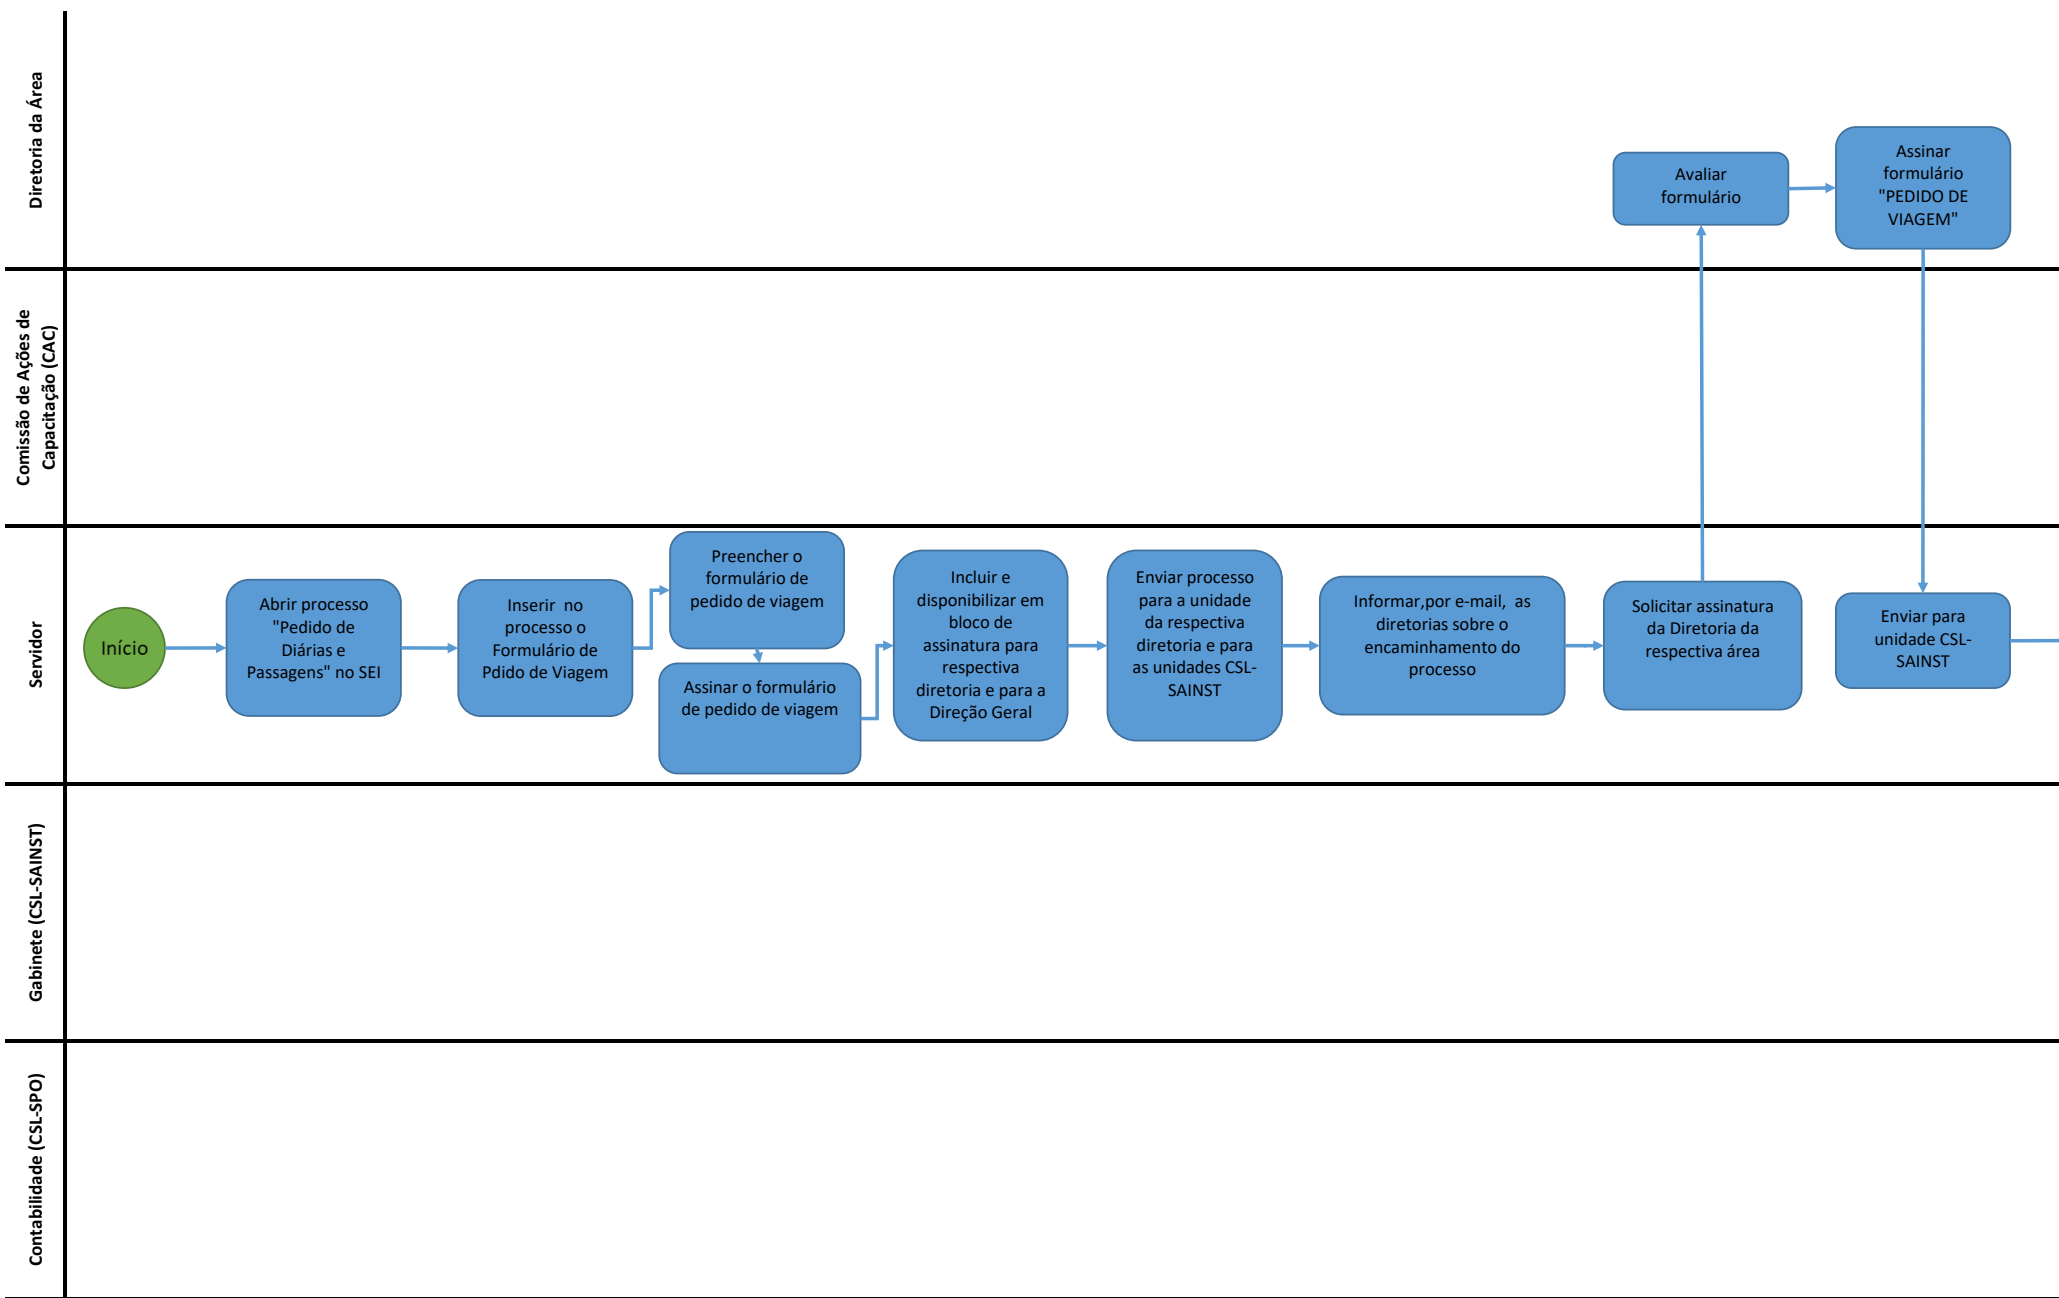 Diretoria da Área
Avaliar
formulário
Assinar
formulário
"PEDIDO DE
VIAGEM"
Comissão de Ações de
Capacitação (CAC)
Servidor
Início
Abrir processo
"Pedido de
Diárias e
Passagens" no SEI
Inserir  no
processo o
Formulário de
Pdido de Viagem
Preencher o
formulário de
pedido de viagem
Assinar o formulário
de pedido de viagem
Incluir e
disponibilizar em
bloco de
assinatura para
respectiva
diretoria e para a
Direção Geral
Enviar processo
para a unidade
da respectiva
diretoria e para
as unidades CSL-
SAINST
Informar,por e-mail,  as
diretorias sobre o
encaminhamento do
processo
Solicitar assinatura
da Diretoria da
respectiva área
Enviar para
unidade CSL-
SAINST
Gabinete (CSL-SAINST)
Contabilidade (CSL-SPO)